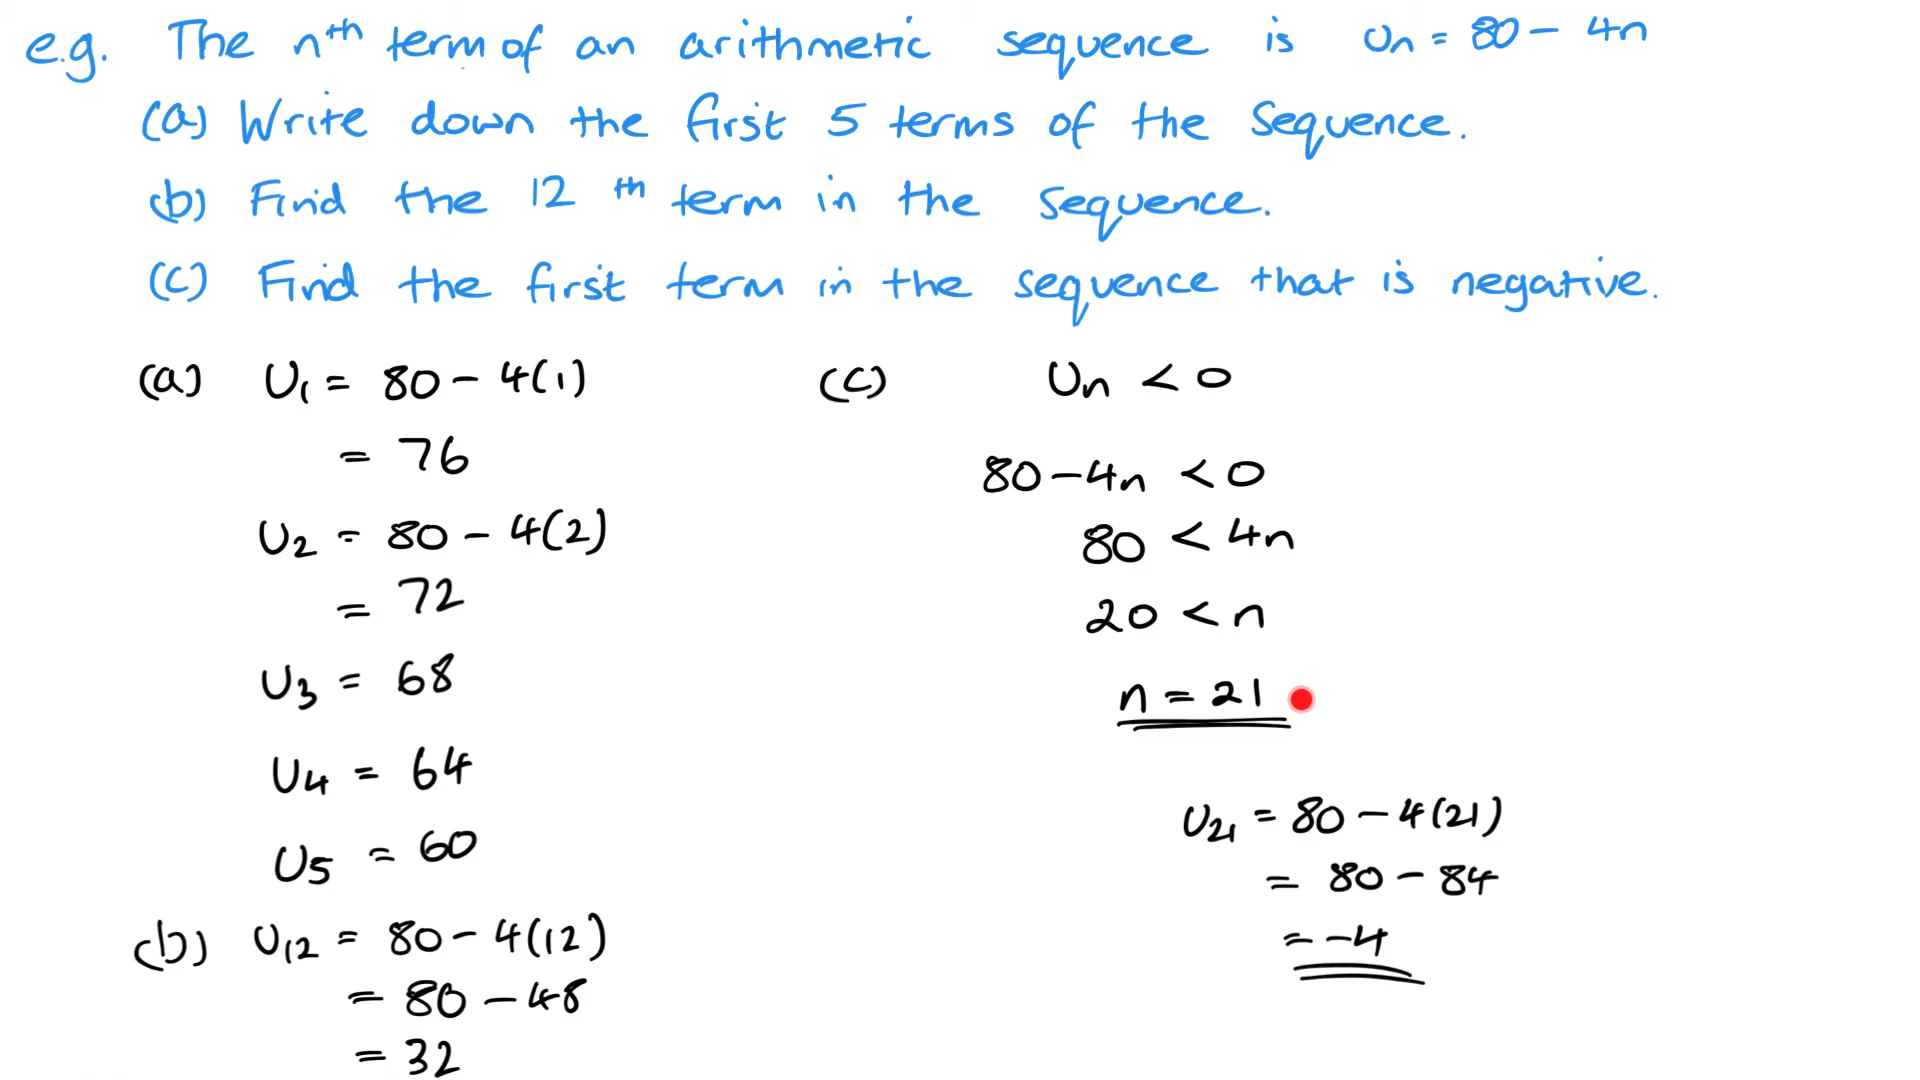 e.g. The nth term of an arithmetic sequence is Un = 80 - 4n
(a) Write down the first 5 terms of the sequence.
(b) Find the 12th term in the sequence.
(c) Find the first term in the sequence that is negative.
(a) U1 = 80 - 4(1)
= 76
U2 = 80 - 4(2)
= 72
U3 = 68
U4 = 64
U5 = 60
(b) U12 = 80 - 4(12)
= 80 - 48
= 32
(c) Un < 0
80 - 4n < 0
80 < 4n
20 < n
n = 21
U21 = 80 - 4(21)
= 80 - 84
= -4